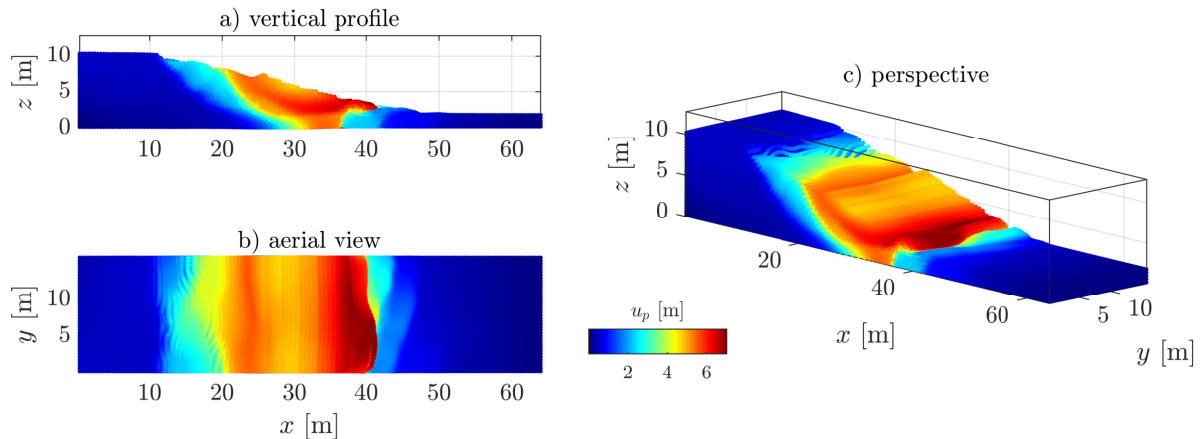 a) vertical profile
z [m]
10
5
0
10 20 30 40 50 60
b) aerial view
y [m]
10
5
10 20 30 40 50 60
x [m]
c) perspective
z [m]
10
5
0
20
40
60
x [m]
5
10
y [m]
u_p [m]
2 4 6